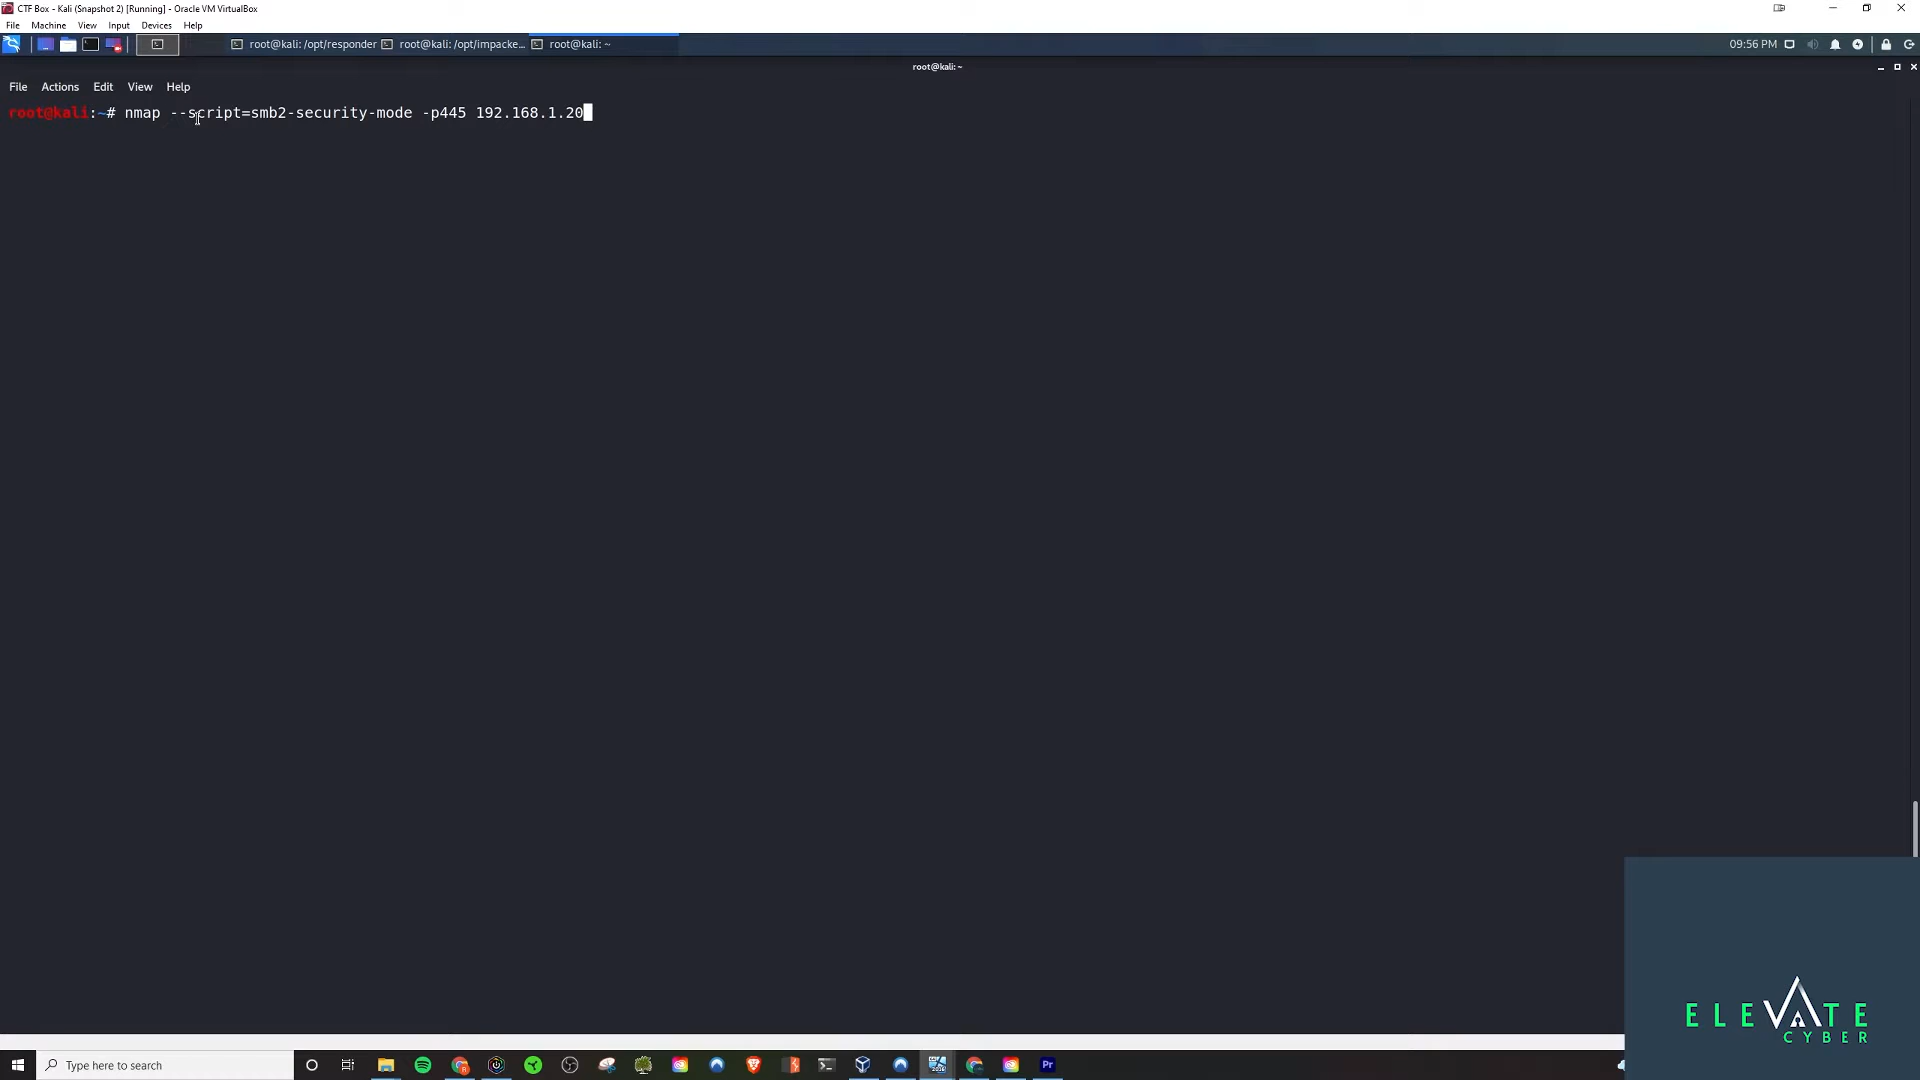 CTF Box - Kali (Snapshot 2) [Running] - Oracle VM VirtualBox
File Machine View Input Devices Help
root@kali: /opt/responder root@kali: /opt/impacke... root@kali: ~ 09:56 PM
root@kali: ~
File Actions Edit View Help
root@kali:~# nmap --script=smb2-security-mode -p445 192.168.1.20
ELEVATE
CYBER
Type here to search
Pr